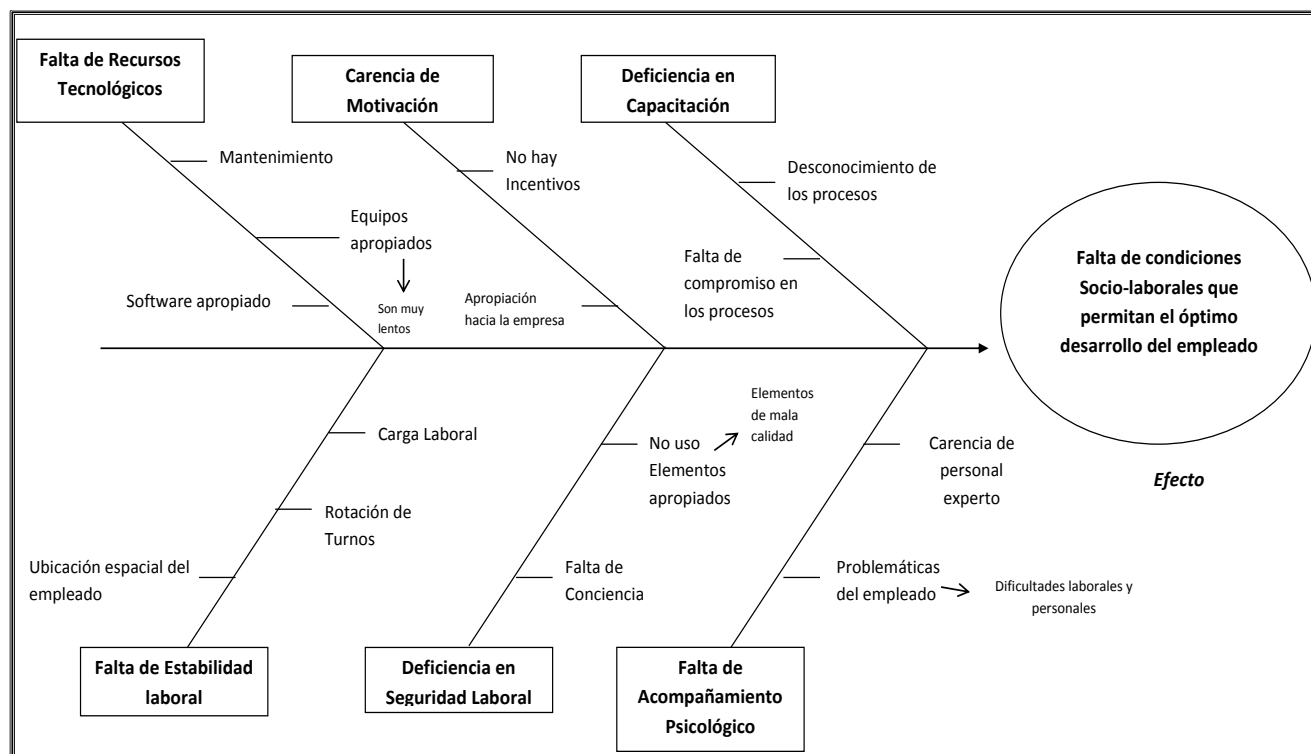 Falta de Recursos
Tecnológicos
Carencia de
Motivación
Deficiencia en
Capacitación
Mantenimiento
Equipos
apropiados
Son muy
lentos
Software apropiado
No hay
Incentivos
Apropiación
hacia la empresa
Desconocimiento de
los procesos
Falta de
compromiso en
los procesos
Falta de condiciones
Socio-laborales que
permitan el óptimo
desarrollo del empleado
Efecto
Carga Laboral
Rotación de
Turnos
Ubicación espacial del
empleado
No uso
Elementos
apropiados
Elementos
de mala
calidad
Falta de
Conciencia
Carencia de
personal
experto
Problemáticas
del empleado
Dificultades laborales y
personales
Falta de Estabilidad
laboral
Deficiencia en
Seguridad Laboral
Falta de
Acompañamiento
Psicológico